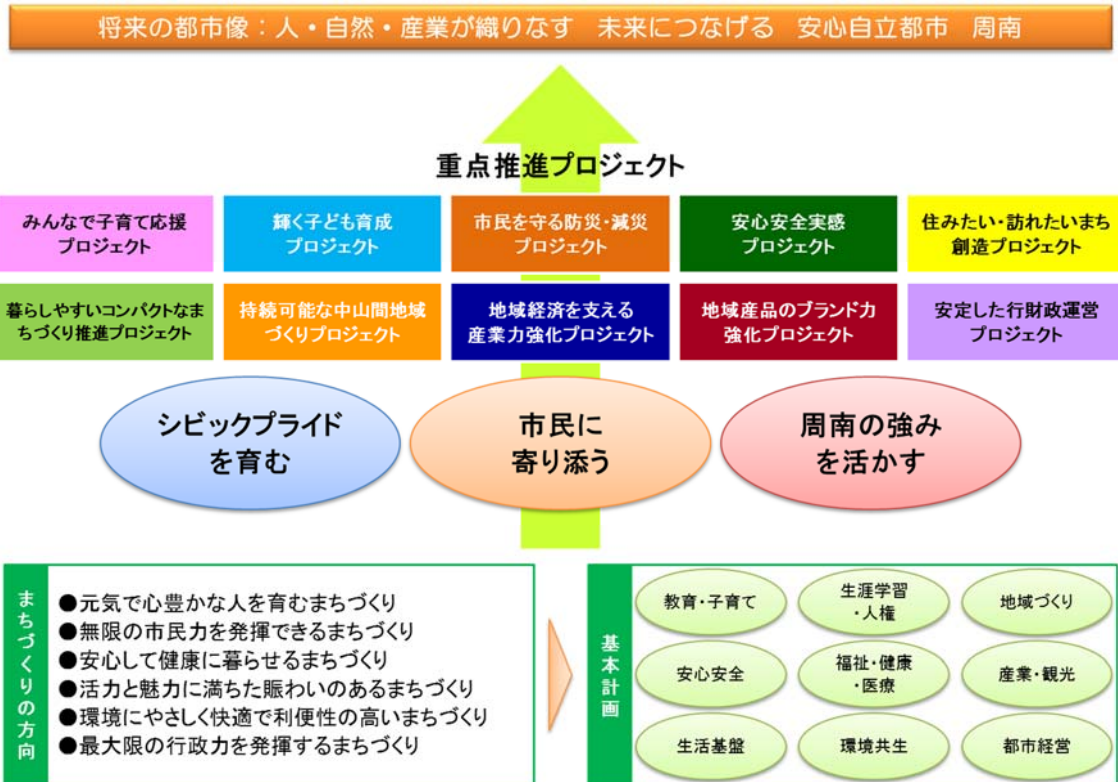 将来の都市像：人・自然・産業が織りなす　未来につなげる　安心自立都市　周南
重点推進プロジェクト
みんなで子育て応援
プロジェクト
輝く子ども育成
プロジェクト
市民を守る防災・減災
プロジェクト
安心安全実感
プロジェクト
住みたい・訪れたいまち
創造プロジェクト
暮らしやすいコンパクトなま
ちづくり推進プロジェクト
持続可能な中山間地域
づくりプロジェクト
地域経済を支える
産業力強化プロジェクト
地域産品のブランド力
強化プロジェクト
安定した行財政運営
プロジェクト
シビックプライド
を育む
市民に
寄り添う
周南の強み
を活かす
まちづくりの方向
●元気で心豊かな人を育むまちづくり
●無限の市民力を発揮できるまちづくり
●安心して健康に暮らせるまちづくり
●活力と魅力に満ちた賑わいのあるまちづくり
●環境にやさしく快適で利便性の高いまちづくり
●最大限の行政力を発揮するまちづくり
基本計画
教育・子育て
生涯学習
・人権
地域づくり
安心安全
福祉・健康
・医療
産業・観光
生活基盤
環境共生
都市経営